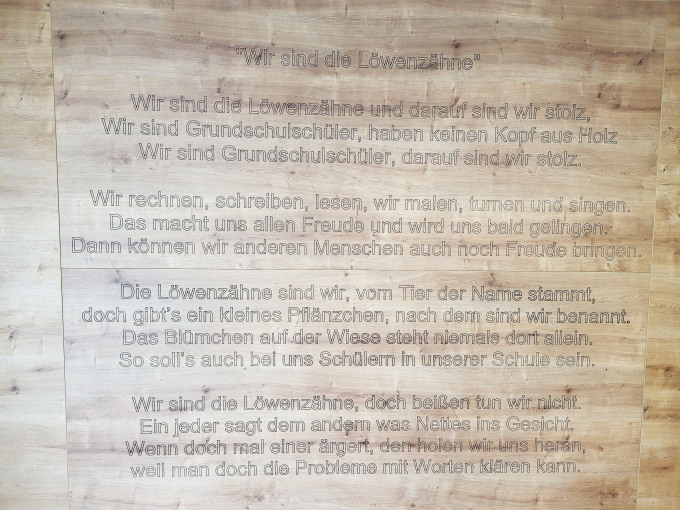 "Wir sind die Löwenzähne"
Wir sind die Löwenzähne und darauf sind wir stolz,
Wir sind Grundschulschüler, haben keinen Kopf aus Holz
Wir sind Grundschulschüler, darauf sind wir stolz.
Wir rechnen, schreiben, lesen, wir malen, turnen und singen.
Das macht uns allen Freude und wird uns bald gelingen.
Dann können wir anderen Menschen auch noch Freude bringen.
Die Löwenzähne sind wir, vom Tier der Name stammt,
doch gibt's ein kleines Pflänzchen, nach dem sind wir benannt.
Das Blümchen auf der Wiese steht niemals dort allein.
So soll's auch bei uns Schülern in unserer Schule sein.
Wir sind die Löwenzähne, doch beißen tun wir nicht.
Ein jeder sagt dem andern was Nettes ins Gesicht.
Wenn doch mal einer ärgert, den holen wir uns heran,
weil man doch die Probleme mit Worten klären kann.